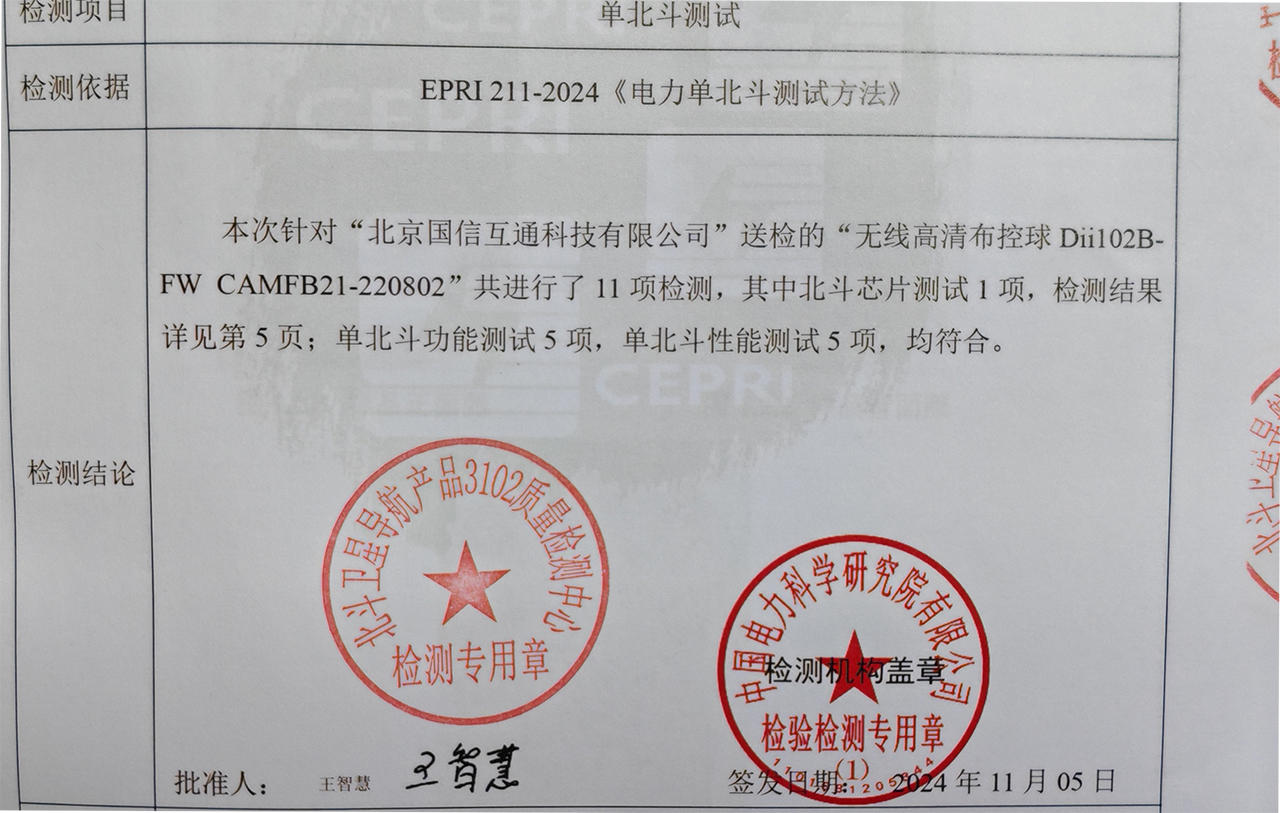 检测项目 单北斗测试
检测依据 EPRI 211-2024《电力单北斗测试方法》
本次针对“北京国信互通科技有限公司”送检的“无线高清布控球 Dii102B-
FW CAMFB21-220802”共进行了 11 项检测，其中北斗芯片测试 1 项，检测结果
详见第 5 页；单北斗功能测试 5 项，单北斗性能测试 5 项，均符合。
CEPRI
CEPRI
CEPRI
检测结论
北斗卫星导航产品3102质量检测中心
检测专用章
中国电力科学研究院有限公司
检测机构盖章
检验检测专用章
(1)
批准人： 王智慧 王智慧
签发日期： 2024 年 11 月 05 日
北斗卫星导航